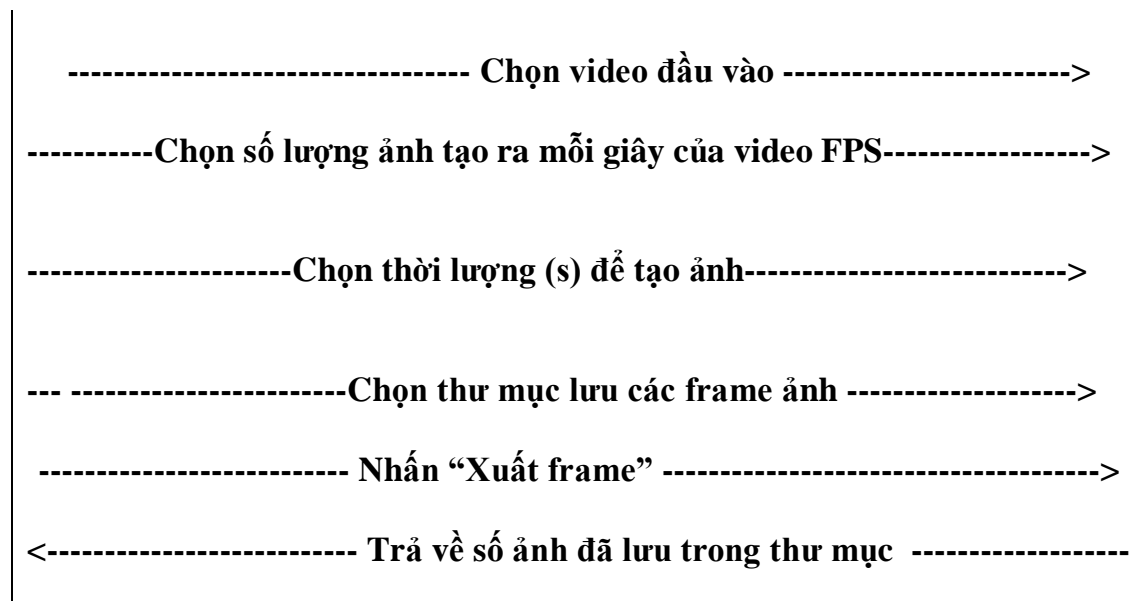 ----------------------------------- Chọn video đầu vào ------------------------->
-----------Chọn số lượng ảnh tạo ra mỗi giây của video FPS------------------>
-----------------------Chọn thời lượng (s) để tạo ảnh---------------------------->
--- ------------------------Chọn thư mục lưu các frame ảnh -------------------->
--------------------------- Nhấn “Xuất frame” -------------------------------------->
<--------------------------- Trả về số ảnh đã lưu trong thư mục -------------------